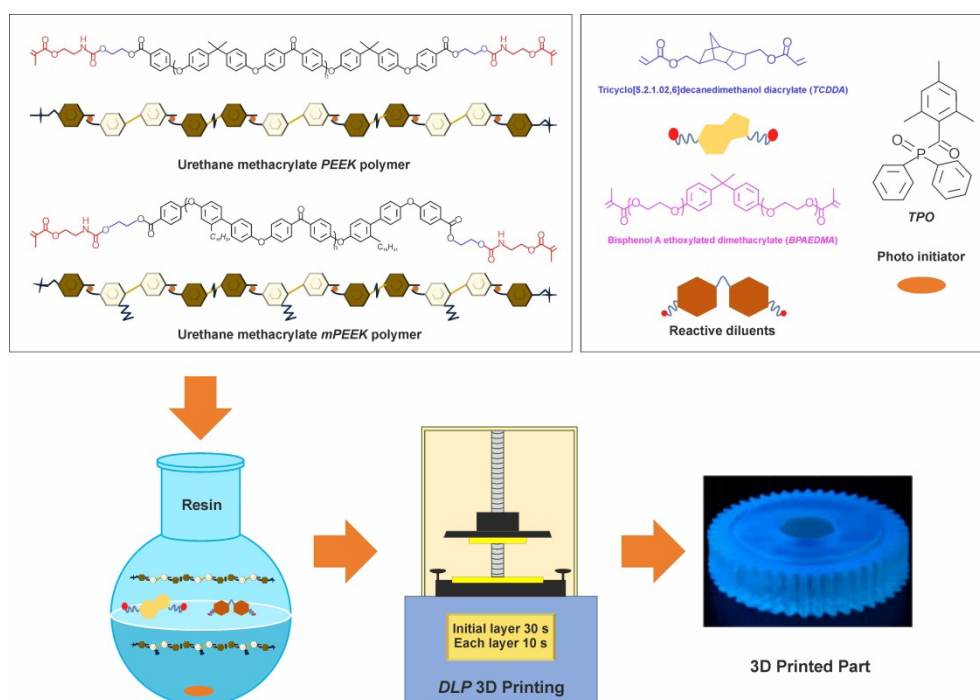 Urethane methacrylate PEEK polymer
Urethane methacrylate mPEEK polymer
Tricyclo[5.2.1.02,6]decanedimethanol diacrylate (TCDDA)
Bisphenol A ethoxylated dimethacrylate (BPAEDMA)
Reactive diluents
TPO
Photo initiator
Resin
Initial layer 30 s
Each layer 10 s
DLP 3D Printing
3D Printed Part